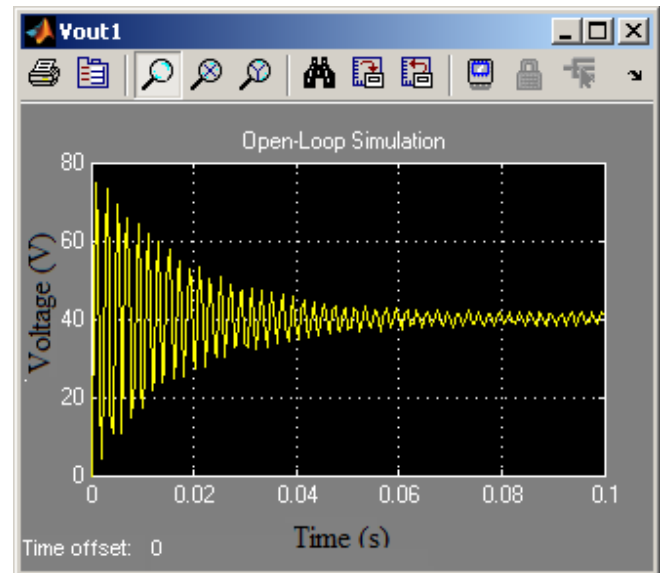 Vout1
Open-Loop Simulation
80
60
40
20
0
Voltage (V)
0 0.02 0.04 0.06 0.08 0.1
Time (s)
Time offset: 0